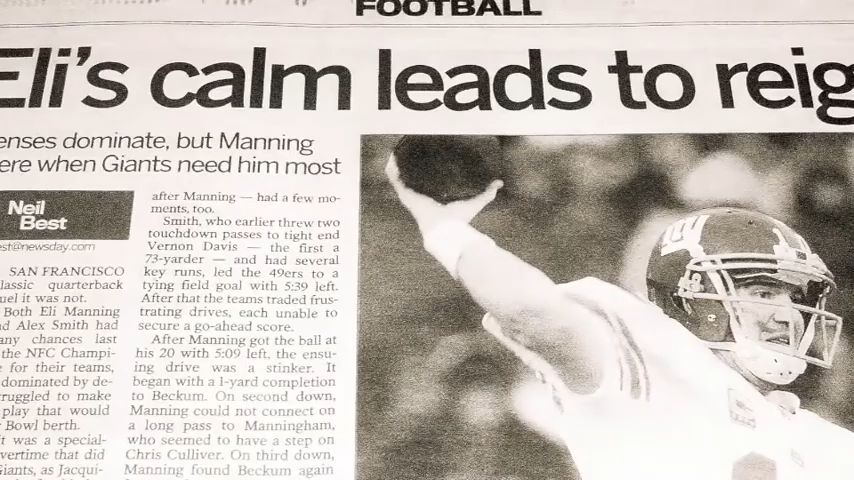 FOOTBALL
Eli's calm leads to reig
enses dominate, but Manning
ere when Giants need him most
Neil
Best
est@newsday.com
SAN FRANCISCO
lassic quarterback
uel it was not.
Both Eli Manning
nd Alex Smith had
any chances last
the NFC Champi-
e for their teams,
dominated by de-
truggled to make
play that would
r Bowl berth.
It was a special-
vertime that did
Giants, as Jacqui-
after Manning — had a few mo-
ments, too.
Smith, who earlier threw two
touchdown passes to tight end
Vernon Davis — the first a
73-yarder — and had several
key runs, led the 49ers to a
tying field goal with 5:39 left.
After that the teams traded frus-
trating drives, each unable to
secure a go-ahead score.
After Manning got the ball at
his 20 with 5:09 left, the ensu-
ing drive was a stinker. It
began with a 1-yard completion
to Beckum. On second down,
Manning could not connect on
a long pass to Manningham,
who seemed to have a step on
Chris Culliver. On third down,
Manning found Beckum again
ny